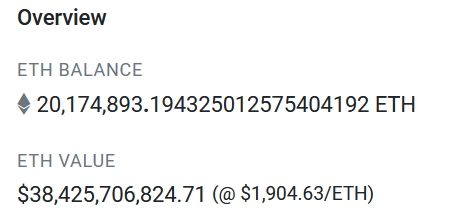 Overview
ETH BALANCE
20,174,893.194325012575404192 ETH
ETH VALUE
$38,425,706,824.71 (@ $1,904.63/ETH)